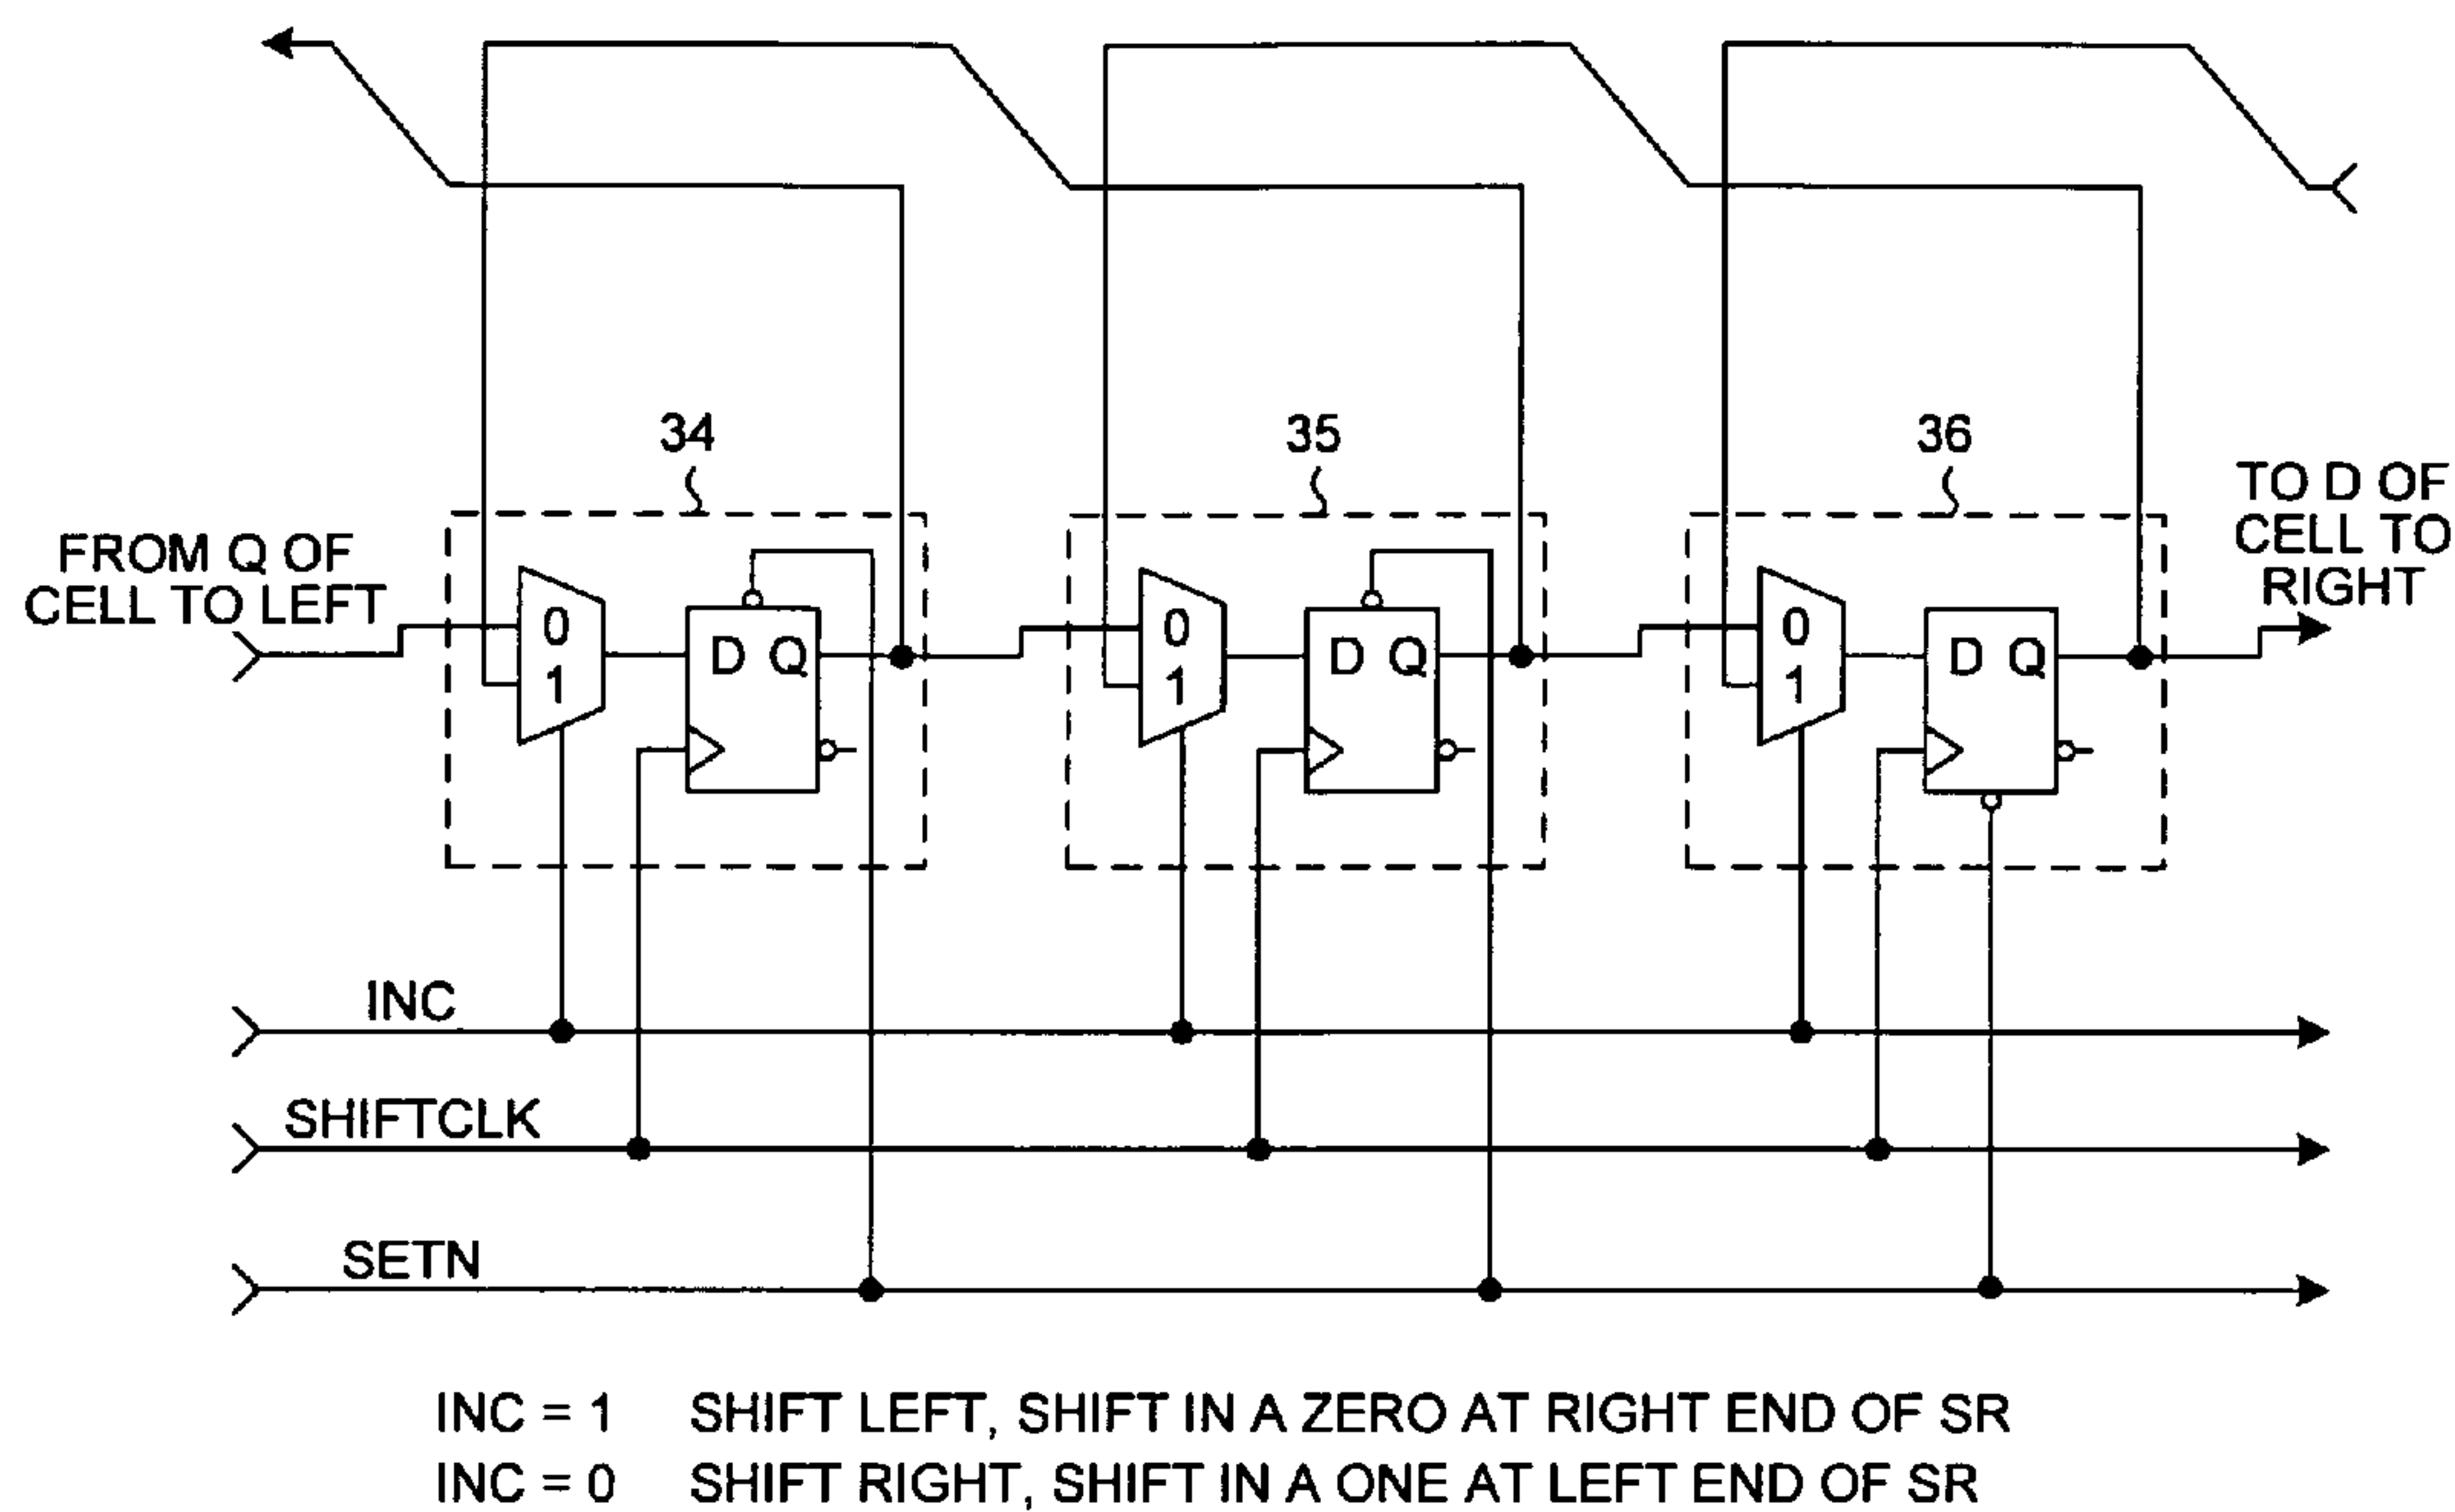 34
35
36
FROM Q OF
CELL TO LEFT
TO D OF
CELL TO
RIGHT
0
1
D Q
0
1
D Q
0
1
D Q
INC
SHIFTCLK
SETN
INC = 1 SHIFT LEFT, SHIFT IN A ZERO AT RIGHT END OF SR
INC = 0 SHIFT RIGHT, SHIFT IN A ONE AT LEFT END OF SR